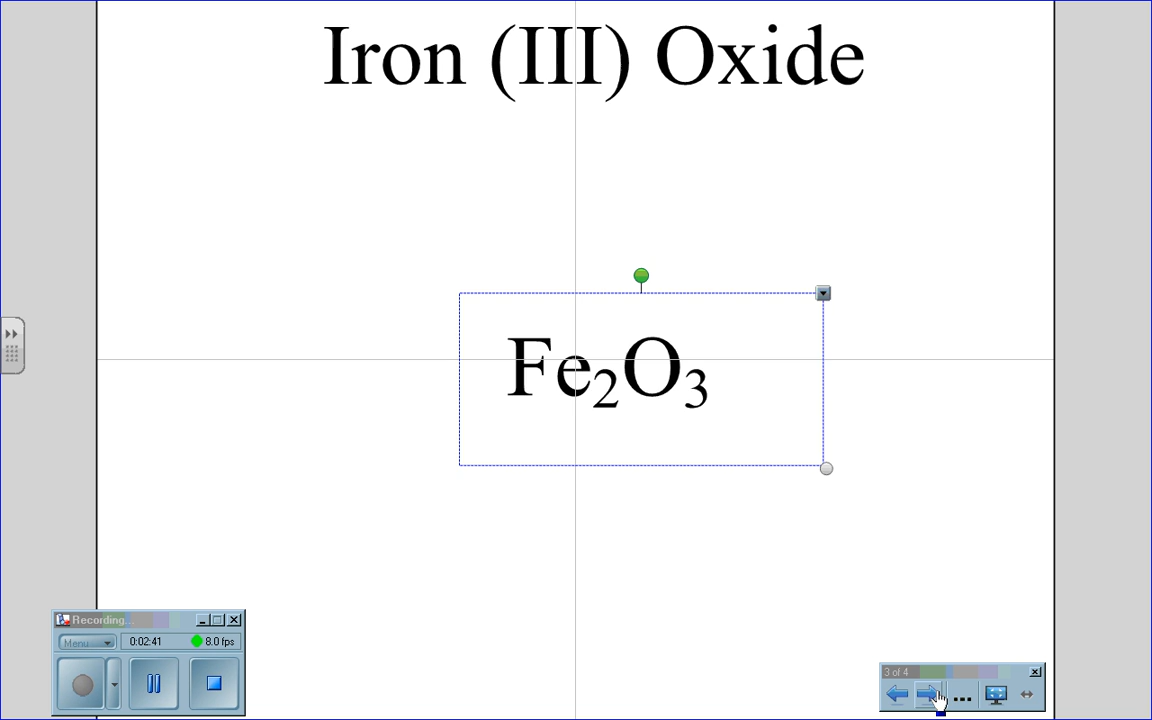 Iron (III) Oxide
Fe₂O₃
Recording...
Menu
0:02:41
8.0 fps
3 of 4